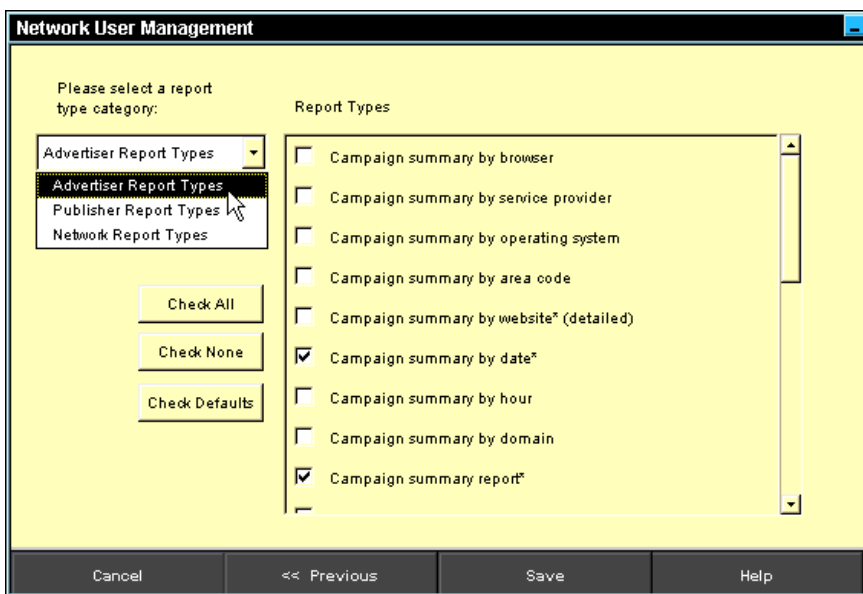 Network User Management
Please select a report
type category:
Report Types
Advertiser Report Types
Advertiser Report Types
Publisher Report Types
Network Report Types
Check All
Check None
Check Defaults
Campaign summary by browser
Campaign summary by service provider
Campaign summary by operating system
Campaign summary by area code
Campaign summary by website* (detailed)
Campaign summary by date*
Campaign summary by hour
Campaign summary by domain
Campaign summary report*
Cancel
<< Previous
Save
Help